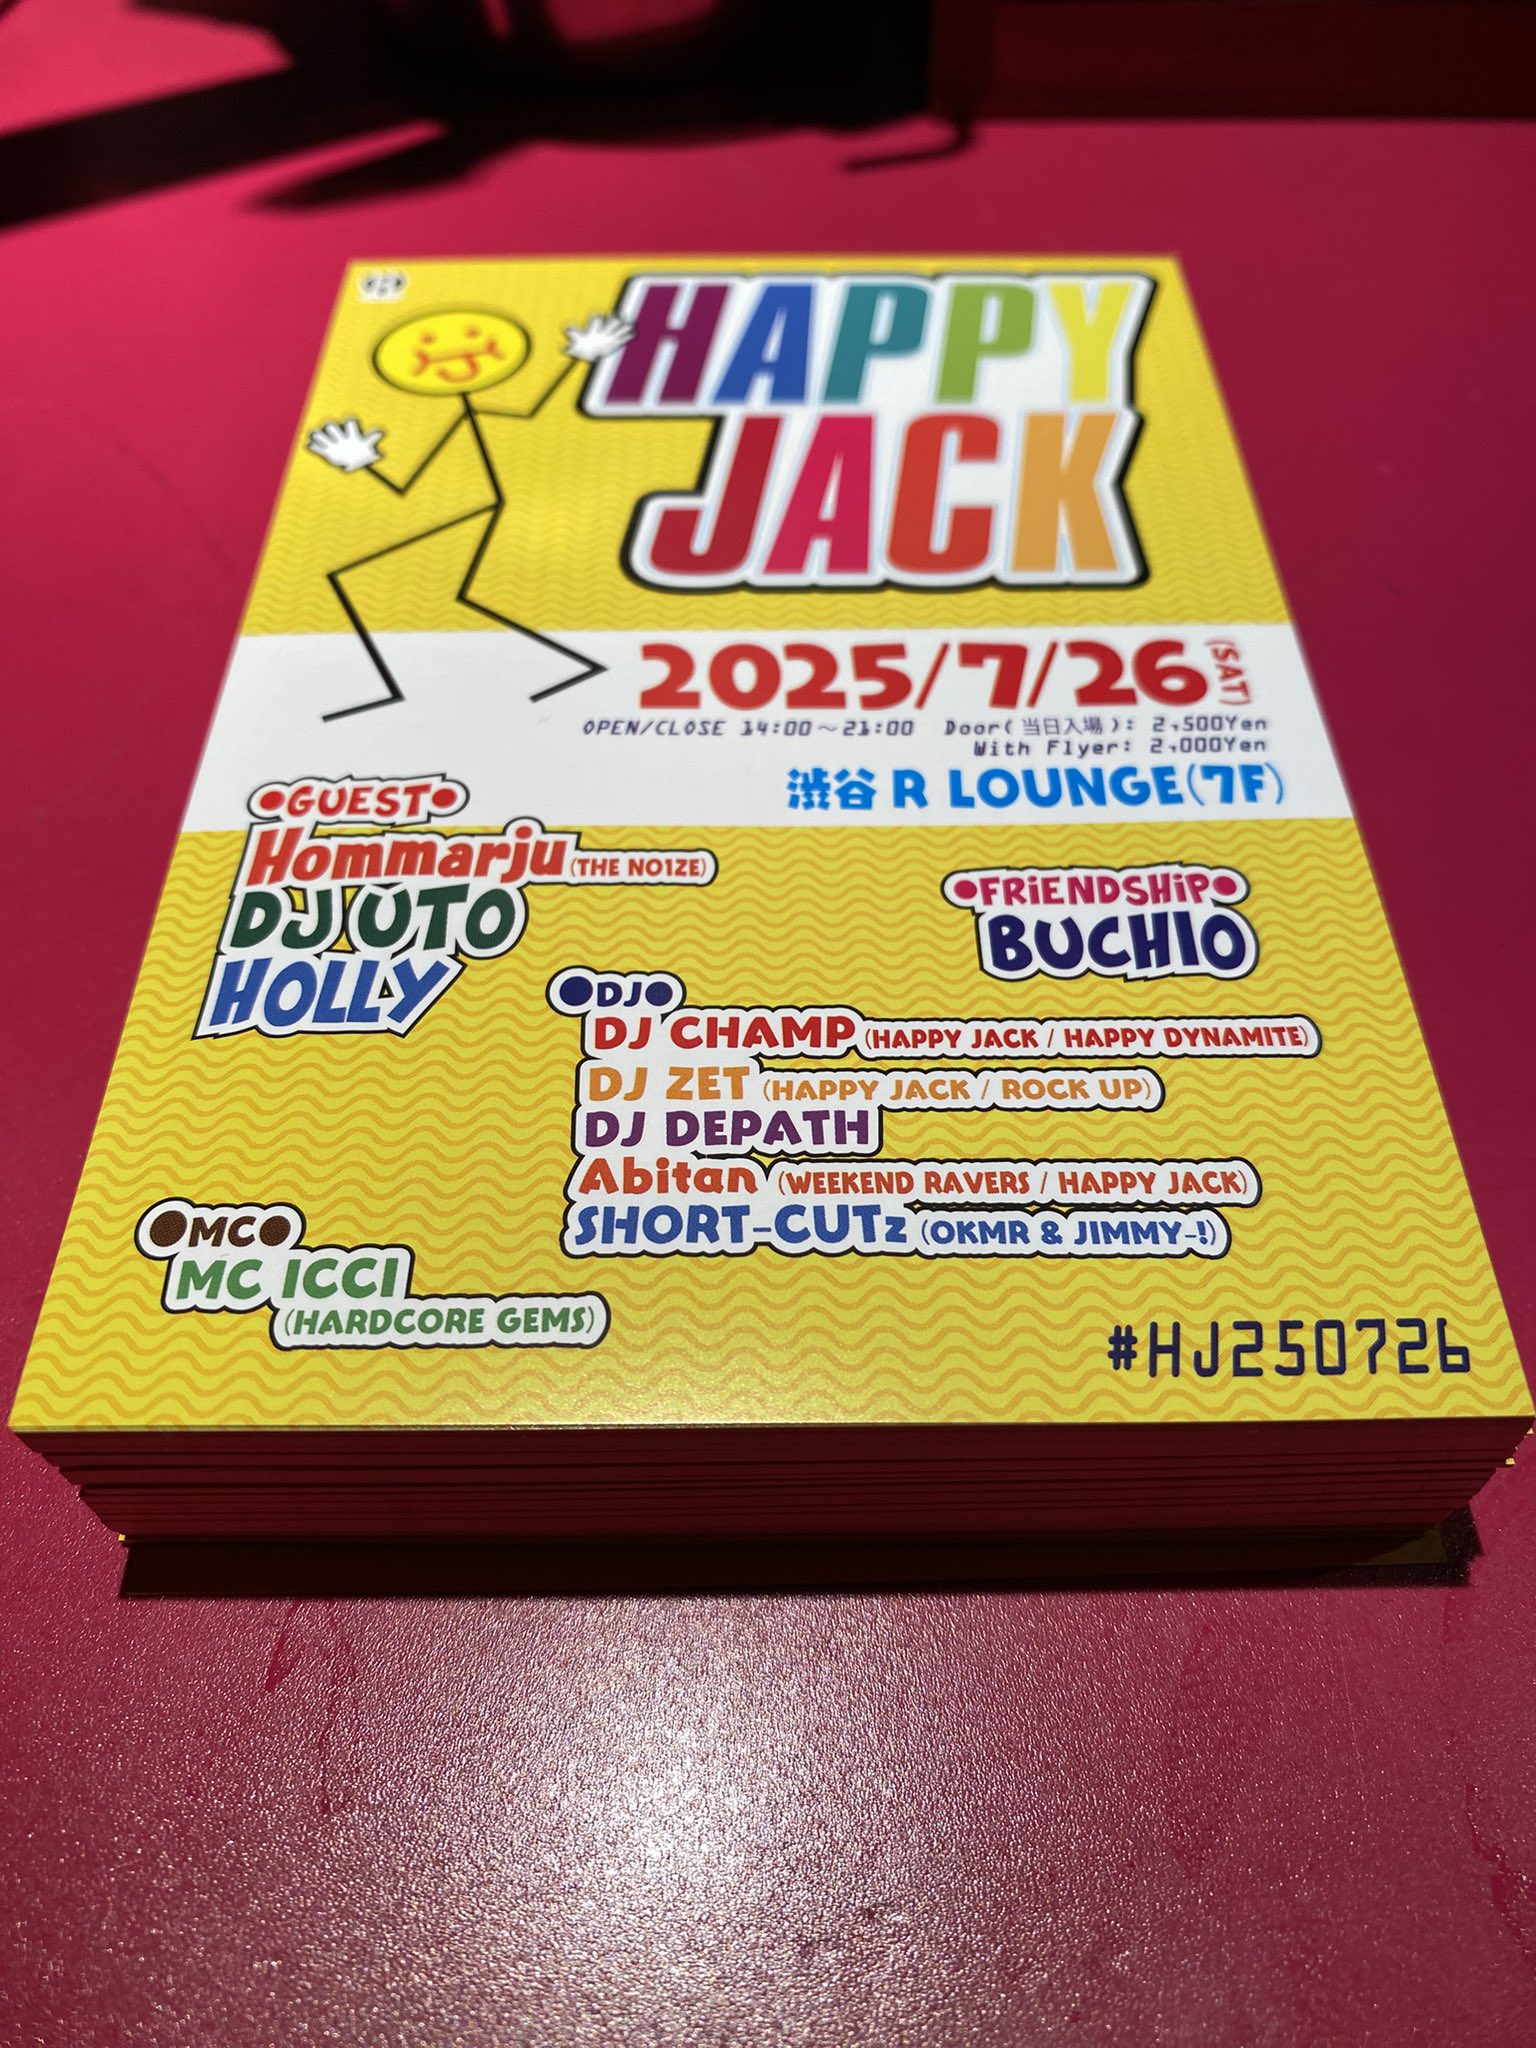 HAPPY
JACK
2025/7/26 (SAT)
OPEN/CLOSE 14:00～21:00 Door(当日入場): 2,500Yen
With Flyer: 2,000Yen
渋谷 R LOUNGE(7F)
●GUEST●
Hommarju (THE NO1ZE)
DJ UTO
HOLLY
●FRiENDSHiP●
BUCHIO
●DJ●
DJ CHAMP (HAPPY JACK / HAPPY DYNAMITE)
DJ ZET (HAPPY JACK / ROCK UP)
DJ DEPATH
Abitan (WEEKEND RAVERS / HAPPY JACK)
SHORT-CUTz (OKMR & JIMMY-!)
●MC●
MC ICCI
(HARDCORE GEMS)
#HJ250726